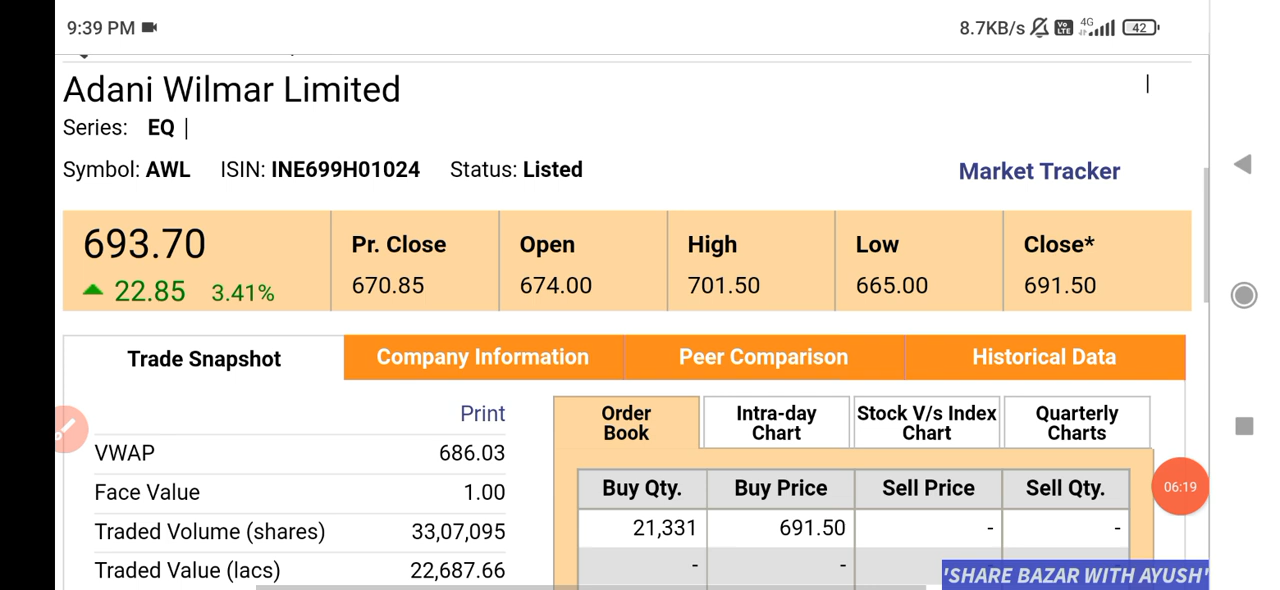 9:39 PM 8.7KB/s Vo LTE 4G 42
Adani Wilmar Limited
Series: EQ |
Symbol: AWL ISIN: INE699H01024 Status: Listed Market Tracker
693.70 Pr. Close Open High Low Close*
22.85 3.41% 670.85 674.00 701.50 665.00 691.50
Trade Snapshot Company Information Peer Comparison Historical Data
Print
Order Book Intra-day Chart Stock V/s Index Chart Quarterly Charts
VWAP 686.03
Face Value 1.00
Buy Qty. Buy Price Sell Price Sell Qty.
06:19
Traded Volume (shares) 33,07,095
21,331 691.50 - -
Traded Value (lacs) 22,687.66
- -
'SHARE BAZAR WITH AYUSH'